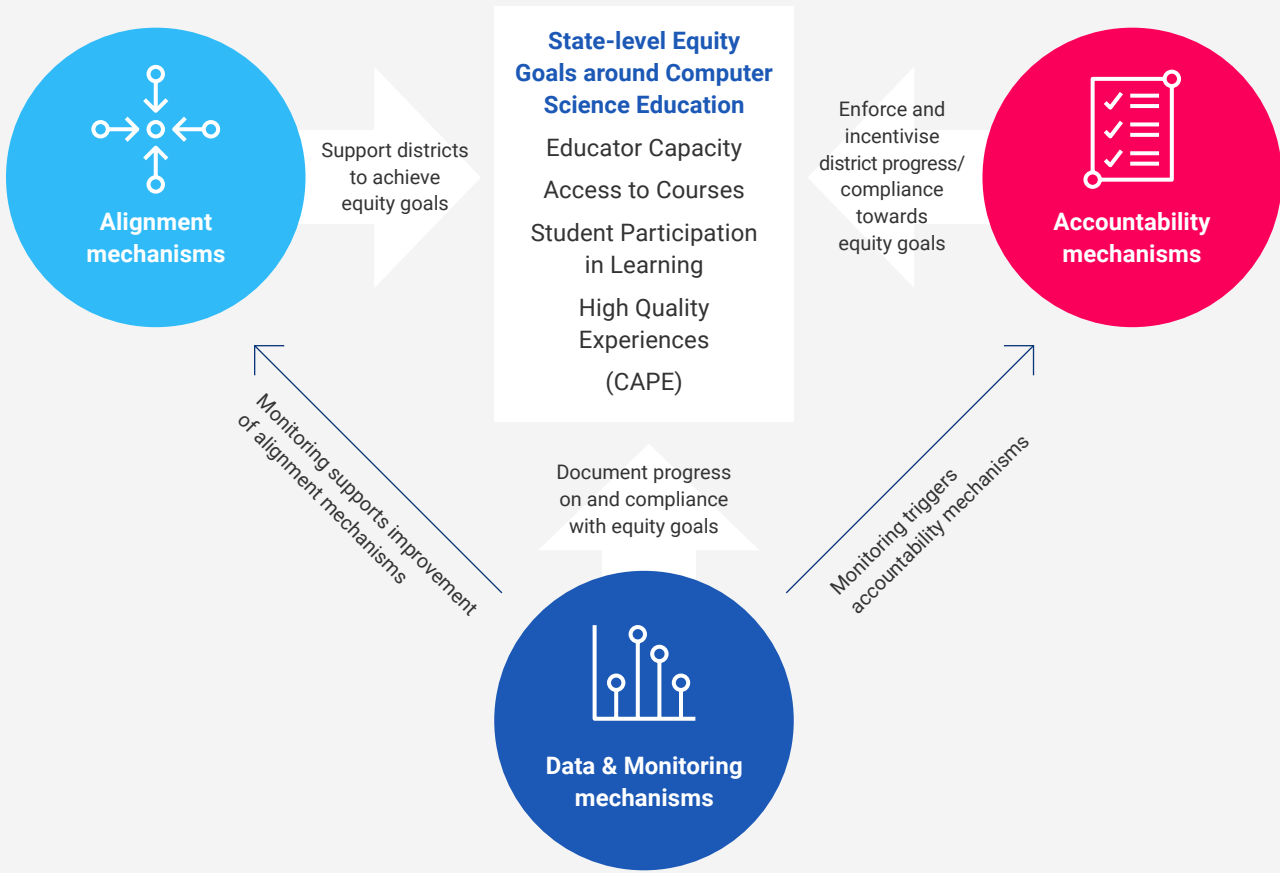 State-level Equity
Goals around Computer
Science Education
Educator Capacity
Access to Courses
Student Participation
in Learning
High Quality
Experiences
(CAPE)
Alignment
mechanisms
Support districts
to achieve
equity goals
Enforce and
incentivise
district progress/
compliance
towards
equity goals
Accountability
mechanisms
Monitoring supports improvement
of alignment mechanisms
Document progress
on and compliance
with equity goals
Monitoring triggers
accountability mechanisms
Data & Monitoring
mechanisms